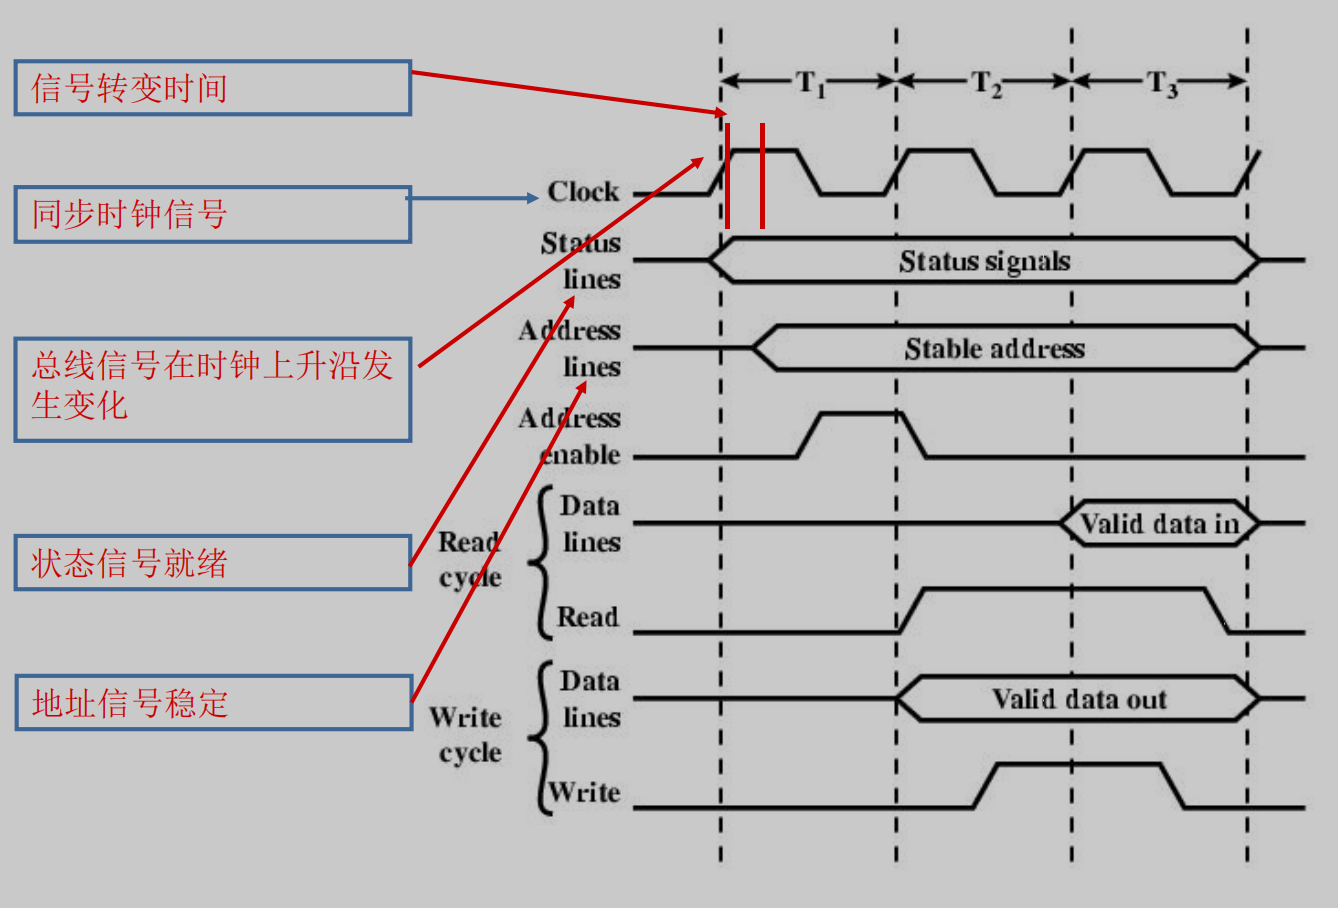 信号转变时间
同步时钟信号
总线信号在时钟上升沿发
生变化
状态信号就绪
地址信号稳定
T1
T2
T3
Clock
Status
lines
Status signals
Address
lines
Stable address
Address
enable
Read
cycle
Data
lines
Valid data in
Read
Write
cycle
Data
lines
Valid data out
Write